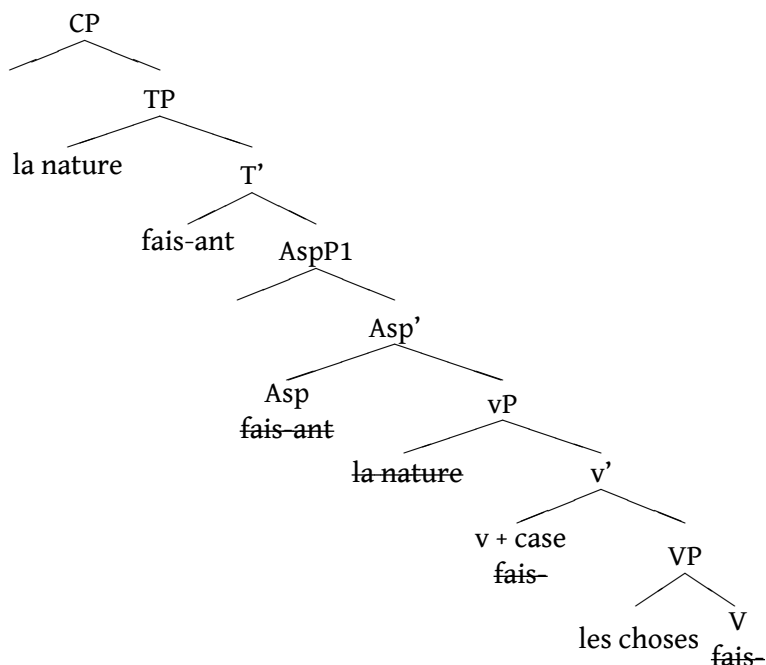 CP
TP
la nature
T’
fais-ant
AspP1
Asp’
Asp
fais-ant
vP
la nature
v’
v + case
fais-
VP
les choses
V
fais-